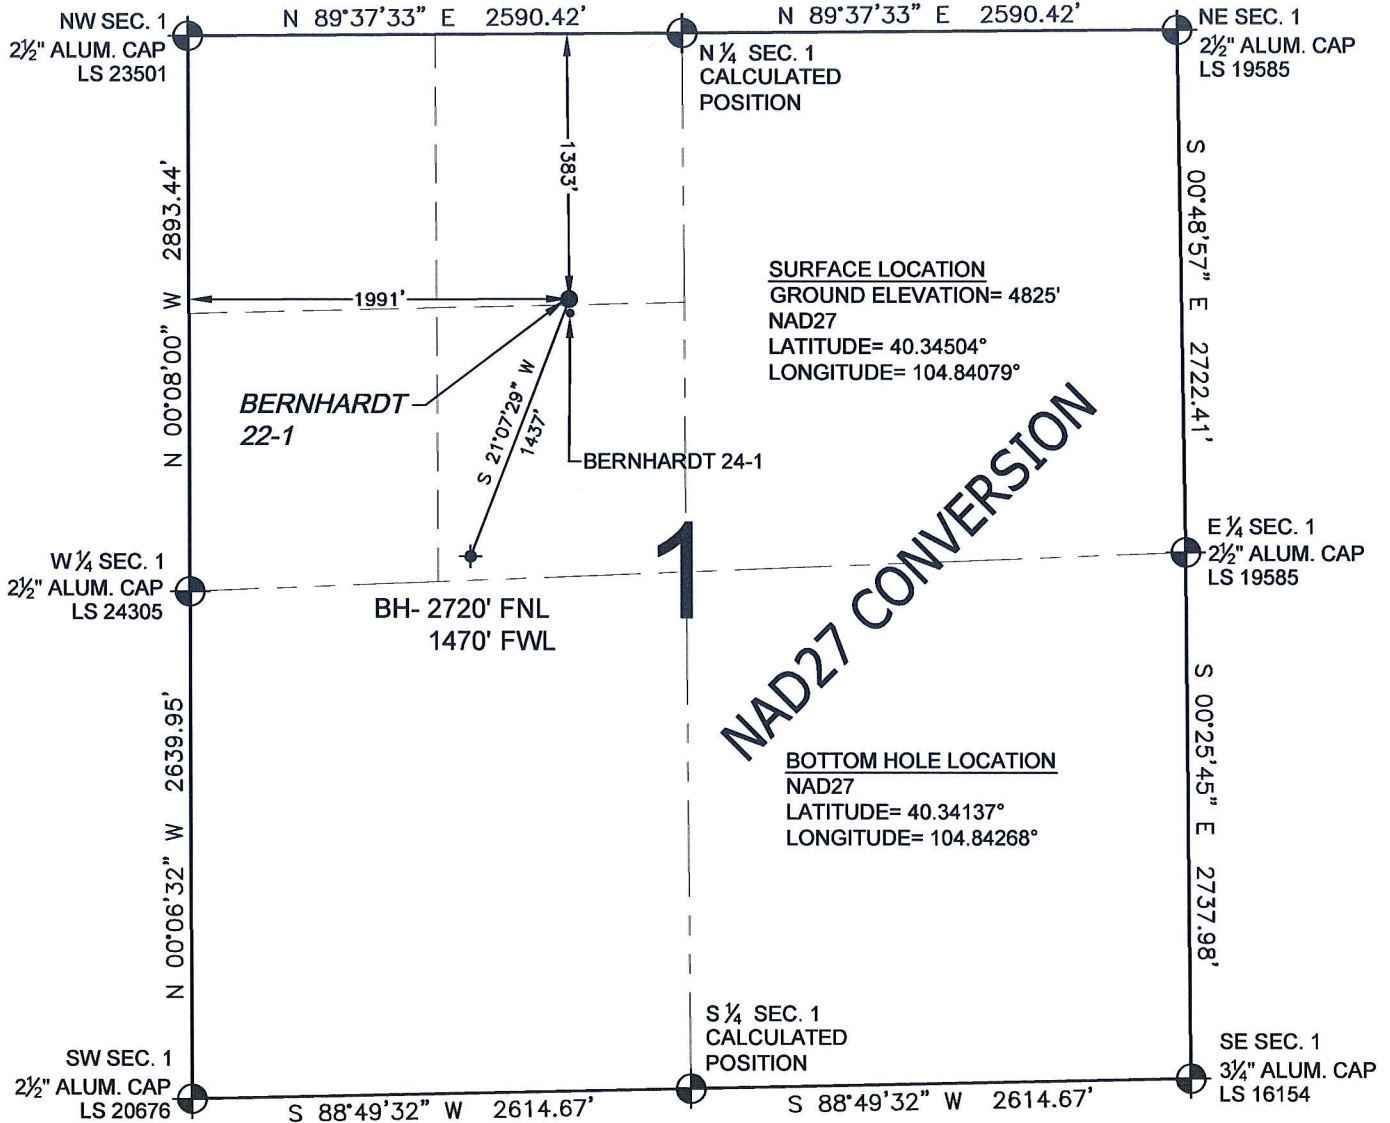 NW SEC. 1
2½" ALUM. CAP
LS 23501
N 89°37'33" E 2590.42'
N 89°37'33" E 2590.42'
NE SEC. 1
2½" ALUM. CAP
LS 19585
N ¼ SEC. 1
CALCULATED
POSITION
1383'
N 00°08'00" W 2893.44'
S 00°48'57" E 2722.41'
1991'
SURFACE LOCATION
GROUND ELEVATION= 4825'
NAD27
LATITUDE= 40.34504°
LONGITUDE= 104.84079°
BERNHARDT
22-1
S 21°07'29" W
1437'
BERNHARDT 24-1
NAD27 CONVERSION
1
W ¼ SEC. 1
2½" ALUM. CAP
LS 24305
E ¼ SEC. 1
2½" ALUM. CAP
LS 19585
BH- 2720' FNL
1470' FWL
N 00°06'32" W 2639.95'
S 00°25'45" E 2737.98'
BOTTOM HOLE LOCATION
NAD27
LATITUDE= 40.34137°
LONGITUDE= 104.84268°
S ¼ SEC. 1
CALCULATED
POSITION
SW SEC. 1
2½" ALUM. CAP
LS 20676
SE SEC. 1
3¼" ALUM. CAP
LS 16154
S 88°49'32" W 2614.67'
S 88°49'32" W 2614.67'